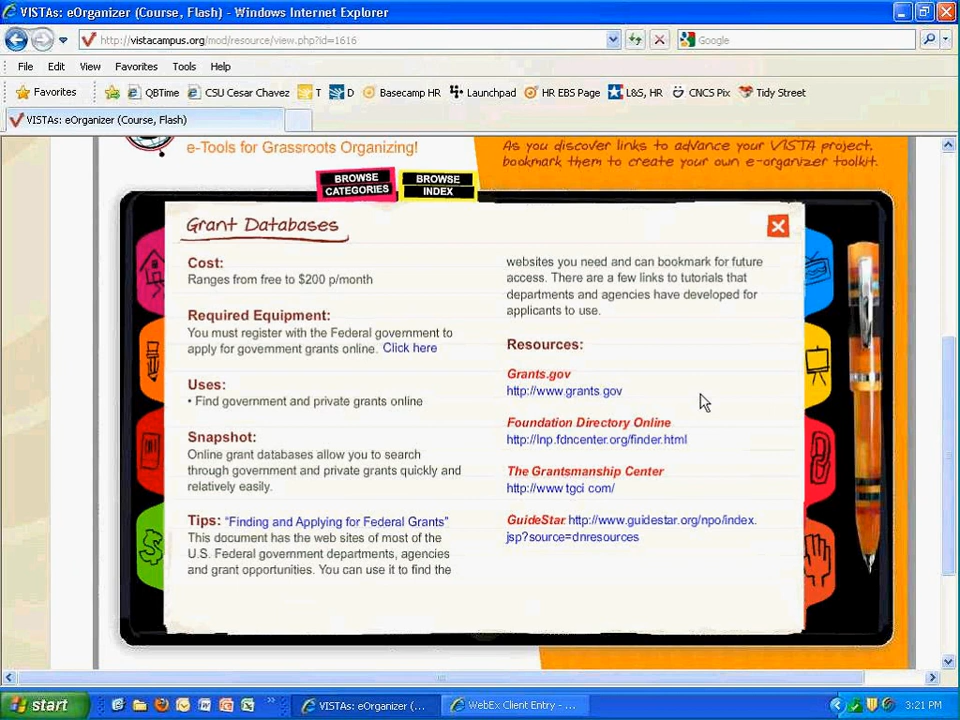 VISTAs: eOrganizer (Course, Flash) - Windows Internet Explorer
http://vistacampus.org/mod/resource/view.php?id=1616
Google
File Edit View Favorites Tools Help
Favorites QBTime CSU Cesar Chavez T D Basecamp HR Launchpad HR EBS Page L&S, HR CNCS Pix Tidy Street
VISTAs: eOrganizer (Course, Flash)
e-Tools for Grassroots Organizing!
As you discover links to advance your VISTA project,
bookmark them to create your own e-organizer toolkit.
BROWSE
CATEGORIES
BROWSE
INDEX
Grant Databases
Cost:
Ranges from free to $200 p/month
Required Equipment:
You must register with the Federal government to
apply for government grants online. Click here
Uses:
• Find government and private grants online
Snapshot:
Online grant databases allow you to search
through government and private grants quickly and
relatively easily.
Tips: "Finding and Applying for Federal Grants"
This document has the web sites of most of the
U.S. Federal government departments, agencies
and grant opportunities. You can use it to find the
websites you need and can bookmark for future
access. There are a few links to tutorials that
departments and agencies have developed for
applicants to use.
Resources:
Grants.gov
http://www.grants.gov
Foundation Directory Online
http://lnp.fdncenter.org/finder.html
The Grantsmanship Center
http://www.tgci.com/
GuideStar http://www.guidestar.org/npo/index.
jsp?source=dnresources
start
VISTAs: eOrganizer (...
WebEx Client Entry - ...
3:21 PM